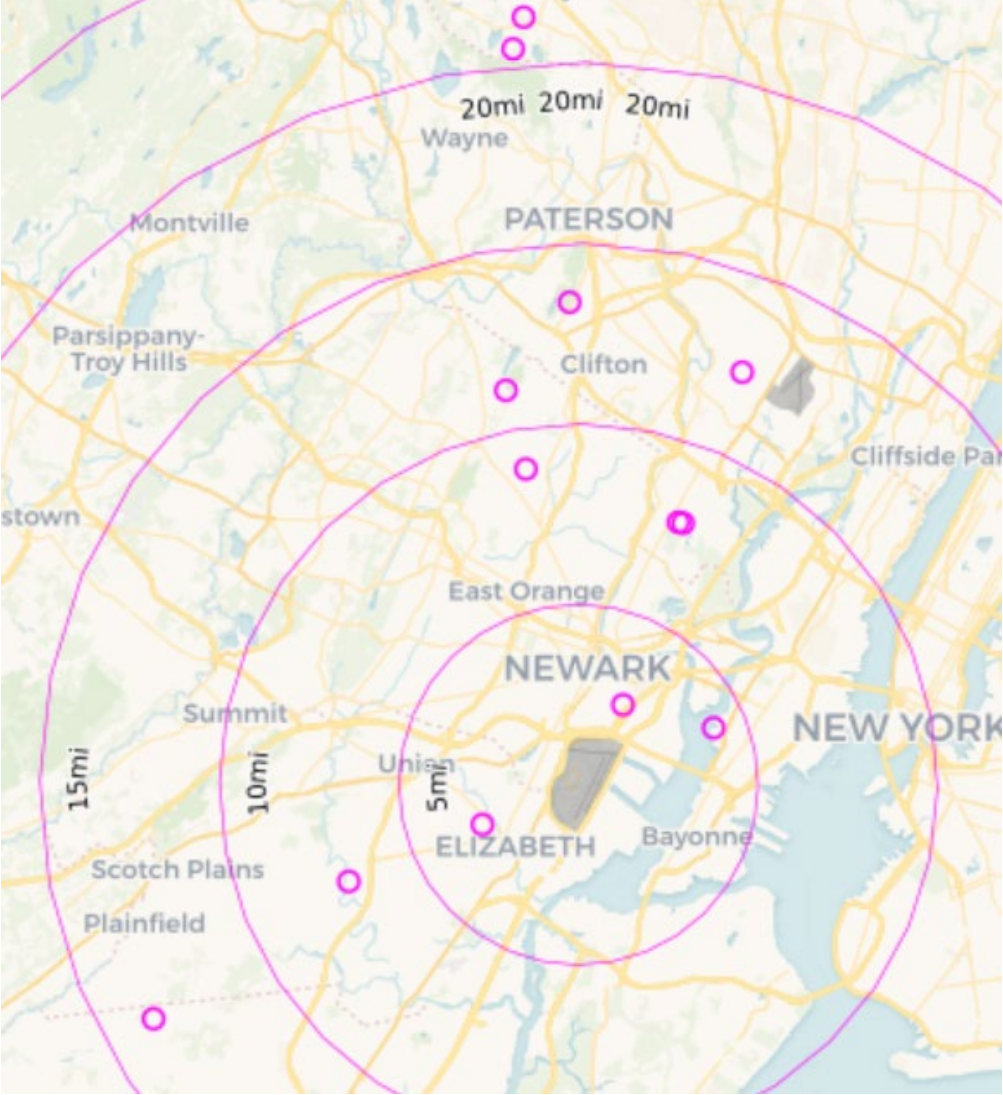 20mi 20mi 20mi
Wayne
Montville
PATERSON
Parsippany-
Troy Hills
Clifton
Cliffside Par
stown
East Orange
NEWARK
Summit
NEW YORK
Union
15mi
10mi
5mi
Bayonne
ELIZABETH
Scotch Plains
Plainfield